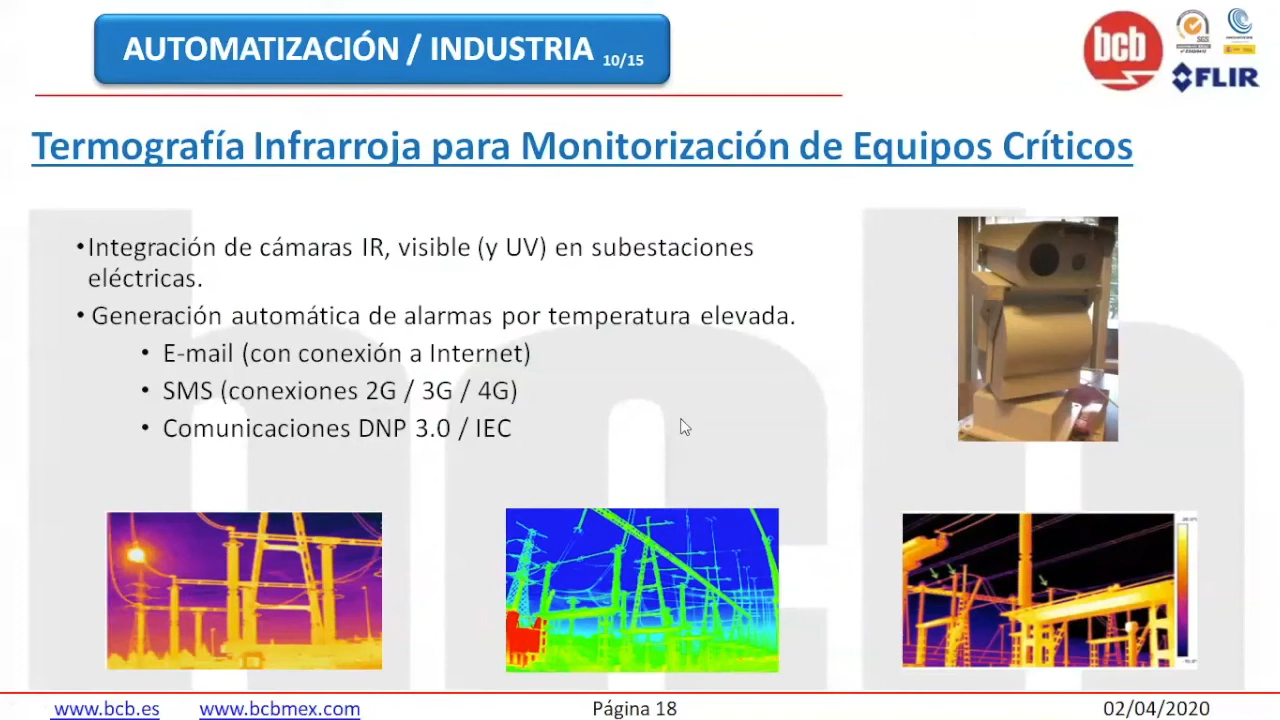 AUTOMATIZACIÓN / INDUSTRIA 10/15
bcb
SGS
FLIR
Termografía Infrarroja para Monitorización de Equipos Críticos
•Integración de cámaras IR, visible (y UV) en subestaciones
eléctricas.
• Generación automática de alarmas por temperatura elevada.
• E-mail (con conexión a Internet)
• SMS (conexiones 2G / 3G / 4G)
• Comunicaciones DNP 3.0 / IEC
www.bcb.es
www.bcbmex.com
Página 18
02/04/2020